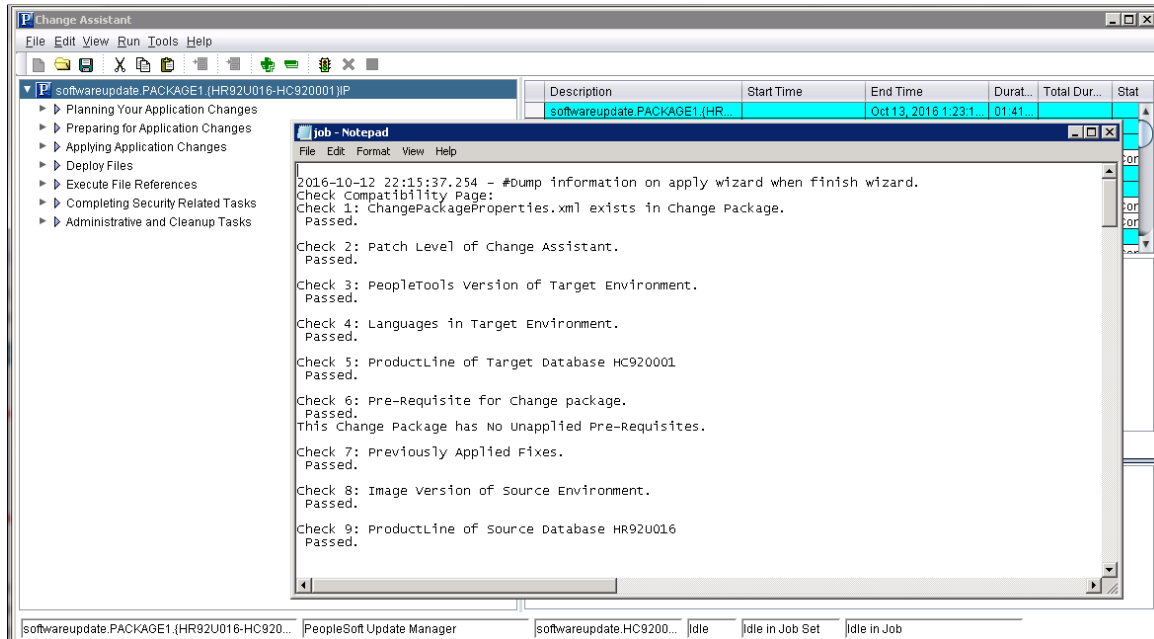 Change Assistant
File Edit View Run Tools Help
softwareupdate.PACKAGE1.{HR92U016-HC920001}IP
Planning Your Application Changes
Preparing for Application Changes
Applying Application Changes
Deploy Files
Execute File References
Completing Security Related Tasks
Administrative and Cleanup Tasks
Description Start Time End Time Durat... Total Dur... Stat
softwareupdate.PACKAGE1.{HR... Oct 13, 2016 1:23:1... 01:41...
job - Notepad
File Edit Format View Help
2016-10-12 22:15:37.254 - #Dump information on apply wizard when finish wizard.
Check Compatibility Page:
Check 1: ChangePackageProperties.xml exists in Change Package.
Passed.
Check 2: Patch Level of Change Assistant.
Passed.
Check 3: PeopleTools Version of Target Environment.
Passed.
Check 4: Languages in Target Environment.
Passed.
Check 5: ProductLine of Target Database HC920001
Passed.
Check 6: Pre-Requisite for Change package.
Passed.
This Change Package has No Unapplied Pre-Requisites.
Check 7: Previously Applied Fixes.
Passed.
Check 8: Image Version of Source Environment.
Passed.
Check 9: ProductLine of Source Database HR92U016
Passed.
softwareupdate.PACKAGE1.{HR92U016-HC920... PeopleSoft Update Manager softwareupdate.HC9200... Idle Idle in Job Set Idle in Job